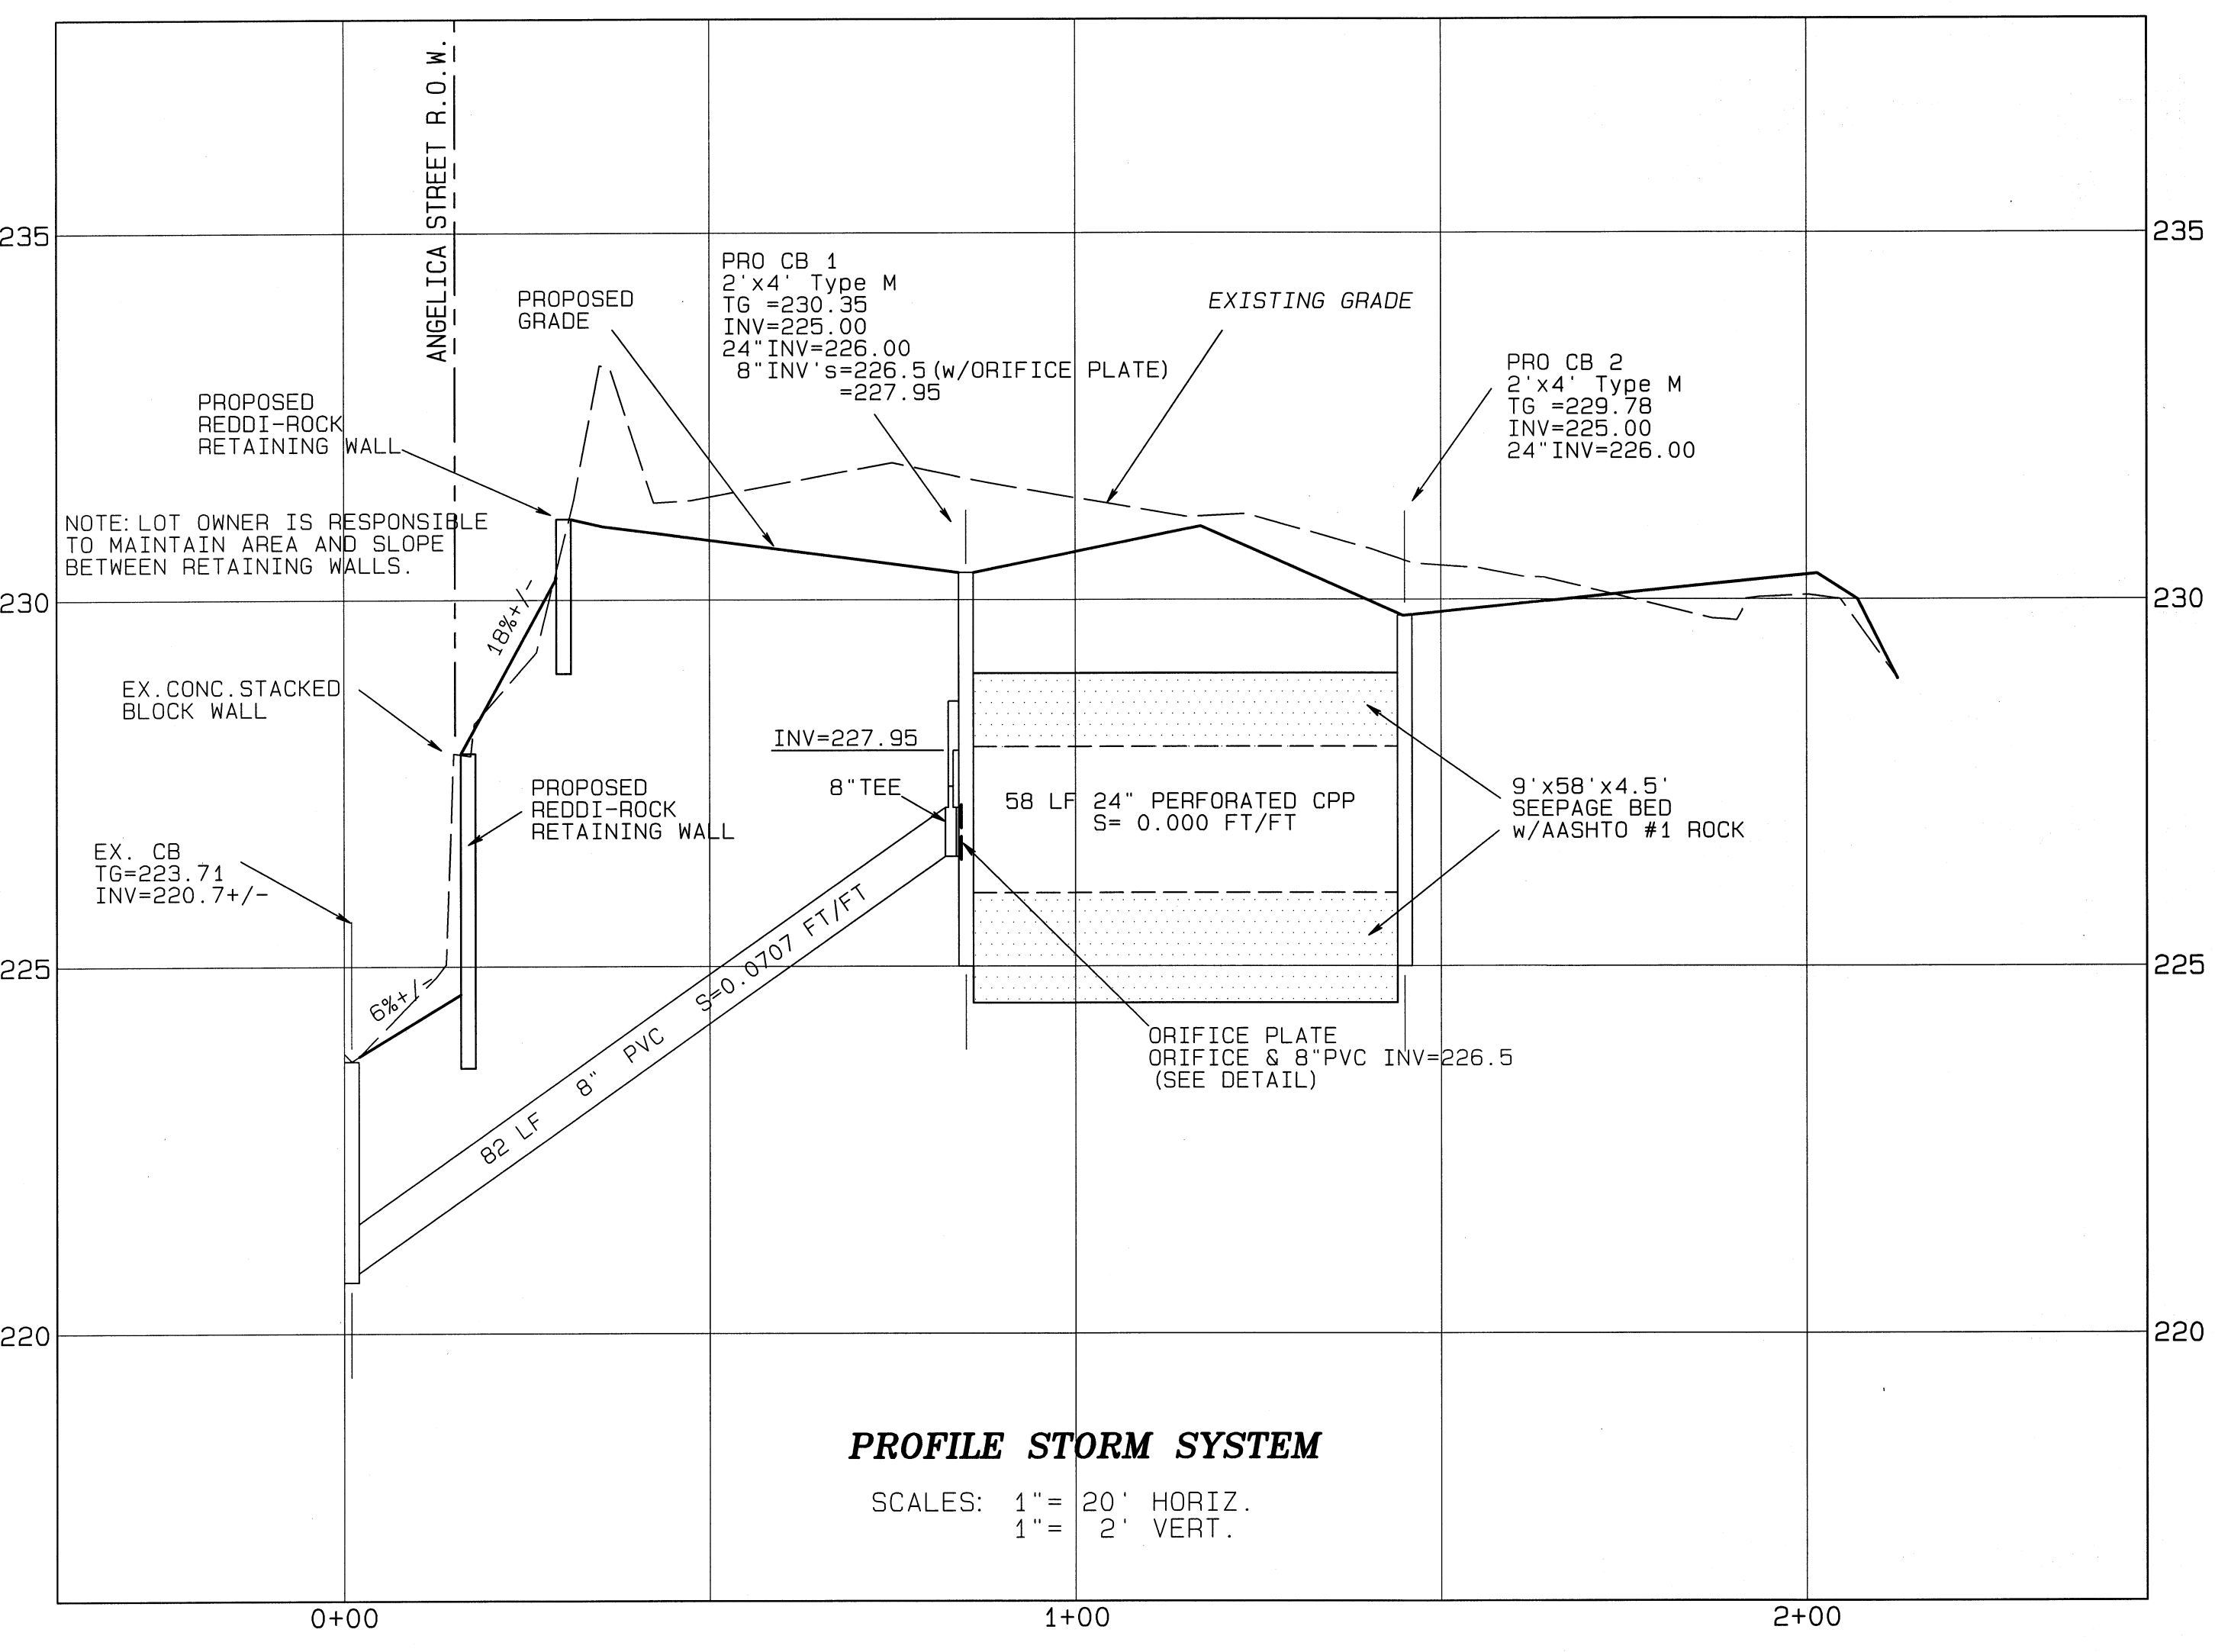 ANGELICA STREET R.O.W.
235
235
PRO CB 1
2'x4' Type M
TG =230.35
INV=225.00
24"INV=226.00
8"INV's=226.5(w/ORIFICE PLATE)
=227.95
PROPOSED
GRADE
EXISTING GRADE
PRO CB 2
2'x4' Type M
TG =229.78
INV=225.00
24"INV=226.00
PROPOSED
REDDI-ROCK
RETAINING WALL
NOTE: LOT OWNER IS RESPONSIBLE
TO MAINTAIN AREA AND SLOPE
BETWEEN RETAINING WALLS.
230
230
18%+/-
EX.CONC.STACKED
BLOCK WALL
INV=227.95
8"TEE
PROPOSED
REDDI-ROCK
RETAINING WALL
58 LF 24" PERFORATED CPP
S= 0.000 FT/FT
9'x58'x4.5'
SEEPAGE BED
w/AASHTO #1 ROCK
EX. CB
TG=223.71
INV=220.7+/-
225
225
6%+/-
82 LF 8" PVC S=0.0707 FT/FT
ORIFICE PLATE
ORIFICE & 8"PVC INV=226.5
(SEE DETAIL)
220
220
PROFILE STORM SYSTEM
SCALES: 1"= 20' HORIZ.
1"= 2' VERT.
0+00
1+00
2+00